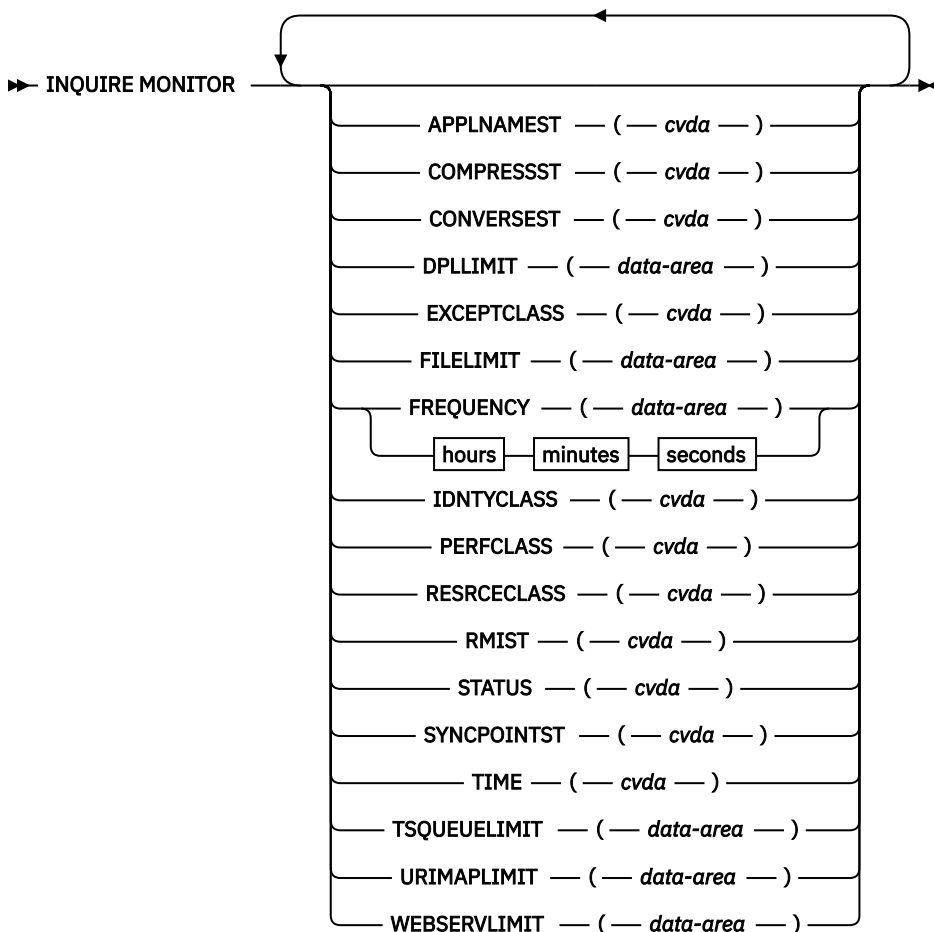 INQUIRE MONITOR
APPLNAMEST ( cvda )
COMPRESSST ( cvda )
CONVERSEST ( cvda )
DPLLIMIT ( data-area )
EXCEPTCLASS ( cvda )
FILELIMIT ( data-area )
FREQUENCY ( data-area )
hours minutes seconds
IDNTYCLASS ( cvda )
PERFCLASS ( cvda )
RESRCECLASS ( cvda )
RMIST ( cvda )
STATUS ( cvda )
SYNCPOINTST ( cvda )
TIME ( cvda )
TSQUEUELIMIT ( data-area )
URIMAPLIMIT ( data-area )
WEBSERVLIMIT ( data-area )